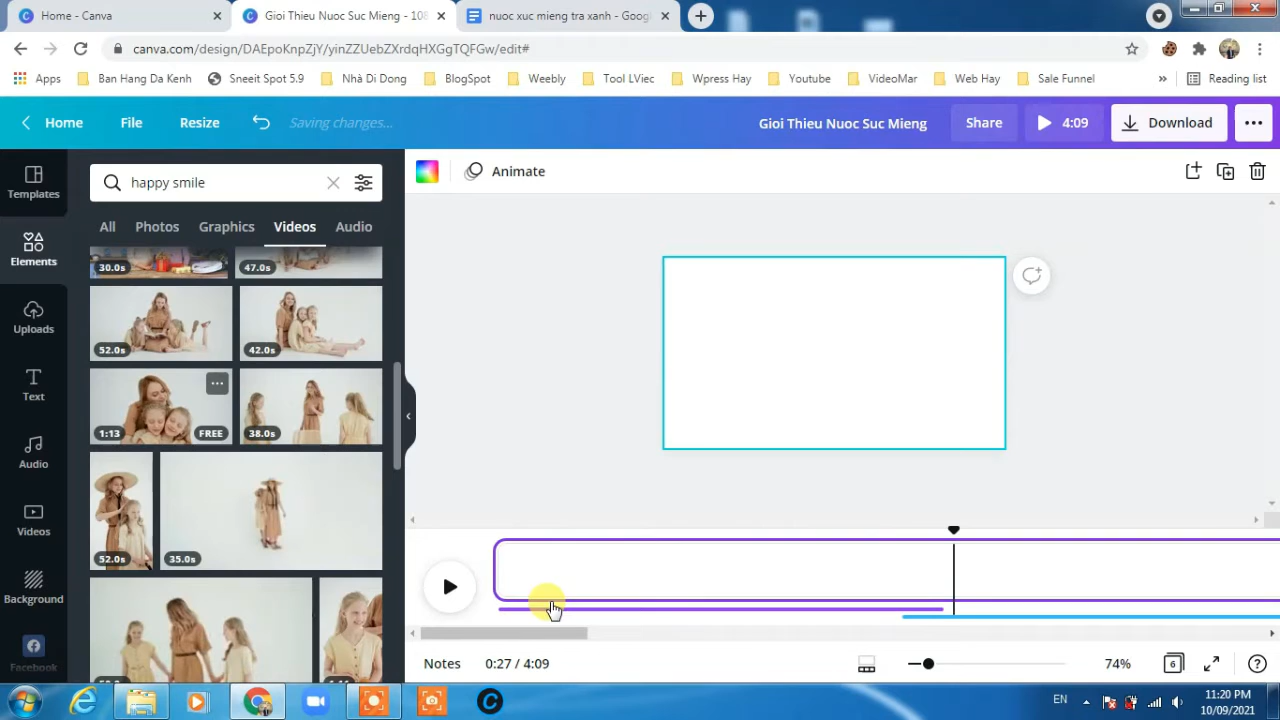 Home - Canva
Gioi Thieu Nuoc Suc Mieng - 108
nuoc xuc mieng tra xanh - Googl
canva.com/design/DAEpoKnpZjY/yinZZUebZXrdqHXGgTQFGw/edit#
Apps
Ban Hang Da Kenh
Sneeit Spot 5.9
Nhà Di Dong
BlogSpot
Weebly
Tool LViec
Wpress Hay
Youtube
VideoMar
Web Hay
Sale Funnel
»
Reading list
Home
File
Resize
Saving changes...
Gioi Thieu Nuoc Suc Mieng
Share
4:09
Download
Templates
happy smile
Animate
All
Photos
Graphics
Videos
Audio
Elements
30.0s
47.0s
Uploads
52.0s
42.0s
Text
1:13
FREE
38.0s
Audio
Videos
52.0s
35.0s
Background
Facebook
Notes
0:27 / 4:09
74%
6
EN
11:20 PM
10/09/2021